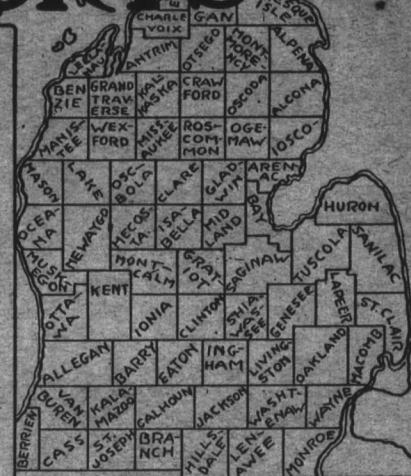 CHARLE
VOIX
GAN
ISLE
LEELA
NAU
ANTRIM
OTSEGO
MONT
MORE
NCY
ALPENA
BEN
ZIE
GRAND
TRAV
ERSE
KAL
KASKA
CRAW
FORD
OSCODA
ALCONA
MANIS-
TEE
WEX-
FORD
MISS-
AUKEE
ROS-
COM-
MON
OGE-
MAW
IOSCO
MASON
LAKE
OSC-
EOLA
CLARE
GLAD-
WIN
AREN
AC
OCEA-
NA
NEWAYGO
MECOS-
TA
ISA-
BELLA
MID
LAND
BAY
HURON
MUSK
EGON
MONT-
CALM
GRAT-
IOT
SAGINAW
TUSCOLA
SANILAC
OTTA-
WA
KENT
IONIA
CLINTON
SHIA-
WAS-
SEE
GENESEE
LAPEER
ST. CLAIR
ALLEGAN
BARRY
EATON
ING-
HAM
LIVING-
STON
OAKLAND
MACOMB
VAN
BUREN
KALA-
MAZOO
CALHOUN
JACKSON
WASHT-
ENAW
WAYNE
BERRIEN
CASS
ST.
JOSEPH
BRA-
NCH
HILLS-
DALE
LEN-
AWEE
MONROE